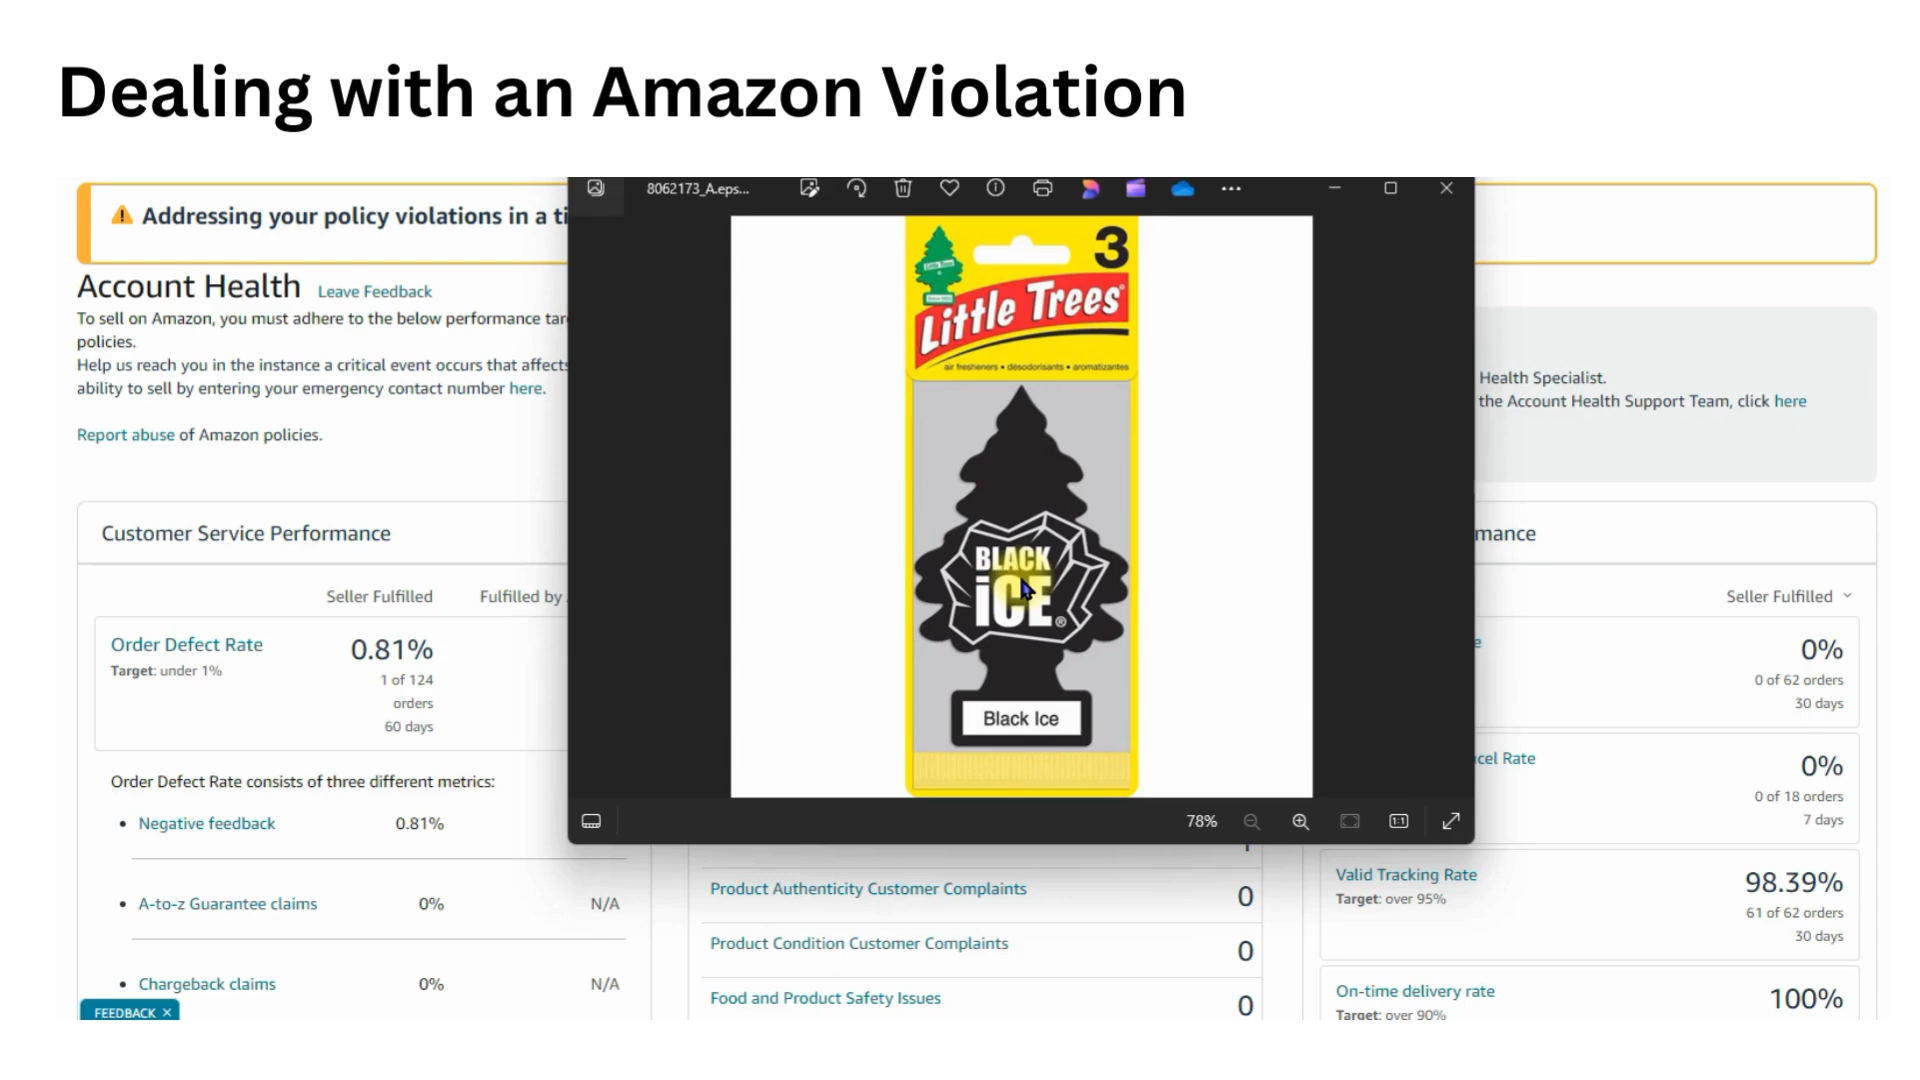 Dealing with an Amazon Violation
Addressing your policy violations in a ti
Account Health Leave Feedback
To sell on Amazon, you must adhere to the below performance tar
policies.
Help us reach you in the instance a critical event occurs that affects
ability to sell by entering your emergency contact number here.
Report abuse of Amazon policies.
8062173_A.eps...
3
Little Trees
air fresheners • désodorisants • aromatizantes
BLACK
iCE®
Black Ice
78%
1:1
Health Specialist.
the Account Health Support Team, click here
Customer Service Performance
Seller Fulfilled Fulfilled by
Order Defect Rate 0.81%
Target: under 1%
1 of 124
orders
60 days
Order Defect Rate consists of three different metrics:
• Negative feedback 0.81%
• A-to-z Guarantee claims 0% N/A
• Chargeback claims 0% N/A
FEEDBACK ×
Product Authenticity Customer Complaints 0
Product Condition Customer Complaints 0
Food and Product Safety Issues 0
mance
Seller Fulfilled
e 0%
0 of 62 orders
30 days
cel Rate 0%
0 of 18 orders
7 days
Valid Tracking Rate 98.39%
Target: over 95%
61 of 62 orders
30 days
On-time delivery rate 100%
Target: over 90%